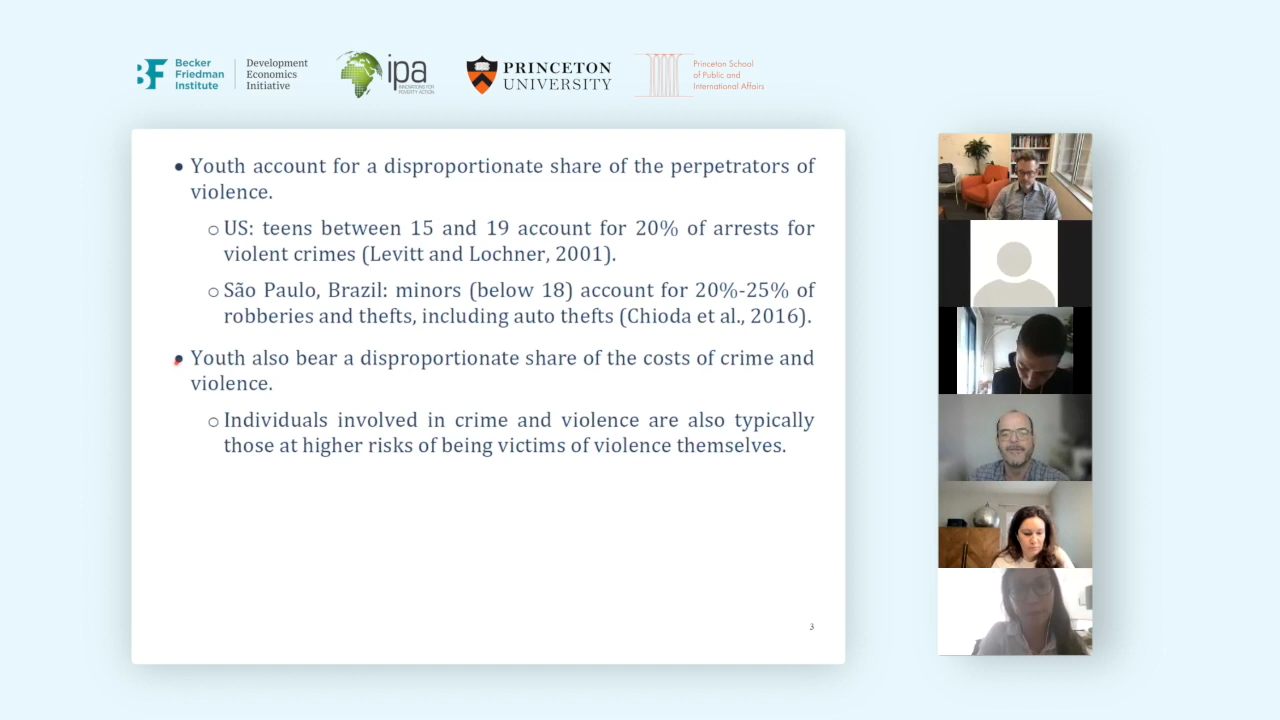 Becker
Friedman
Institute
Development
Economics
Initiative
ipa
INNOVATIONS FOR
POVERTY ACTION
PRINCETON
UNIVERSITY
Princeton School
of Public and
International Affairs
• Youth account for a disproportionate share of the perpetrators of
violence.
○ US: teens between 15 and 19 account for 20% of arrests for
violent crimes (Levitt and Lochner, 2001).
○ São Paulo, Brazil: minors (below 18) account for 20%-25% of
robberies and thefts, including auto thefts (Chioda et al., 2016).
• Youth also bear a disproportionate share of the costs of crime and
violence.
○ Individuals involved in crime and violence are also typically
those at higher risks of being victims of violence themselves.
3